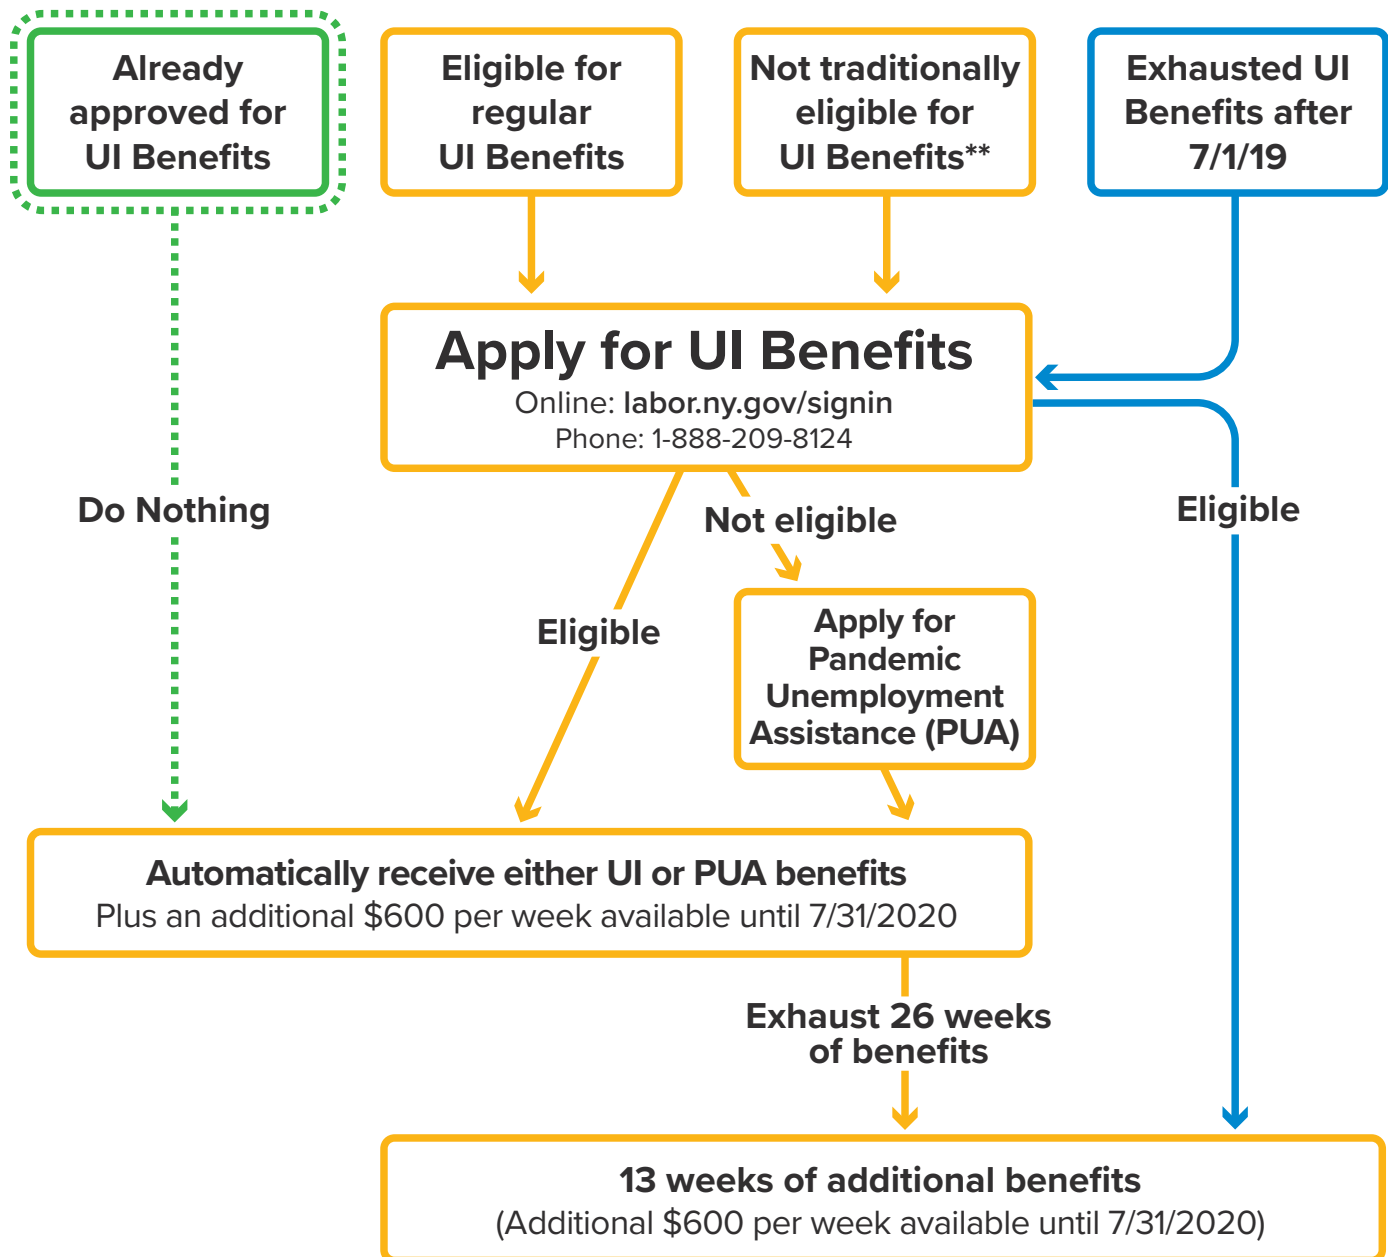 Already
approved for
UI Benefits
Eligible for
regular
UI Benefits
Not traditionally
eligible for
UI Benefits**
Exhausted UI
Benefits after
7/1/19
Apply for UI Benefits
Online: labor.ny.gov/signin
Phone: 1-888-209-8124
Do Nothing
Not eligible
Eligible
Eligible
Apply for
Pandemic
Unemployment
Assistance (PUA)
Automatically receive either UI or PUA benefits
Plus an additional $600 per week available until 7/31/2020
Exhaust 26 weeks
of benefits
13 weeks of additional benefits
(Additional $600 per week available until 7/31/2020)